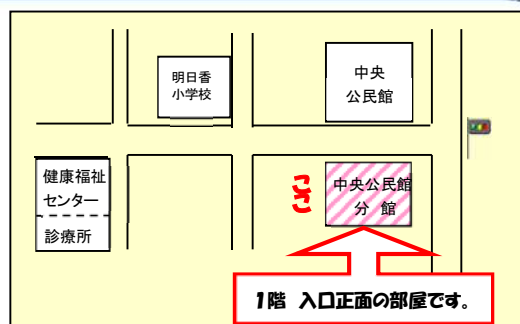 明日香
小学校
中央
公民館
健康福祉
センター
診療所
ここ
中央公民館
分 館
1階 入口正面の部屋です。